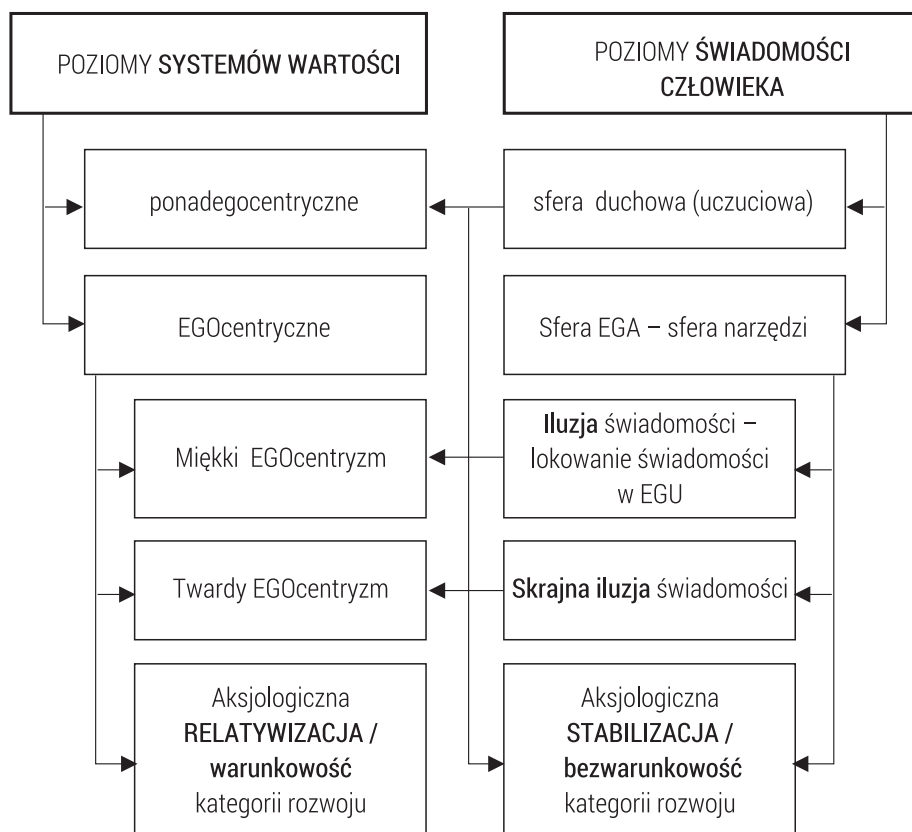 POZIOMY SYSTEMÓW WARTOŚCI
POZIOMY ŚWIADOMOŚCI
CZŁOWIEKA
ponadegocentryczne
sfera duchowa (uczuciowa)
EGOcentryczne
Sfera EGA – sfera narzędzi
Miękki EGOcentryzm
Iluzja świadomości –
lokowanie świadomości
w EGU
Twardy EGOcentryzm
Skrajna iluzja świadomości
Aksjologiczna
RELATYWIZACJA /
warunkowość
kategorii rozwoju
Aksjologiczna
STABILIZACJA /
bezwarunkowość
kategorii rozwoju